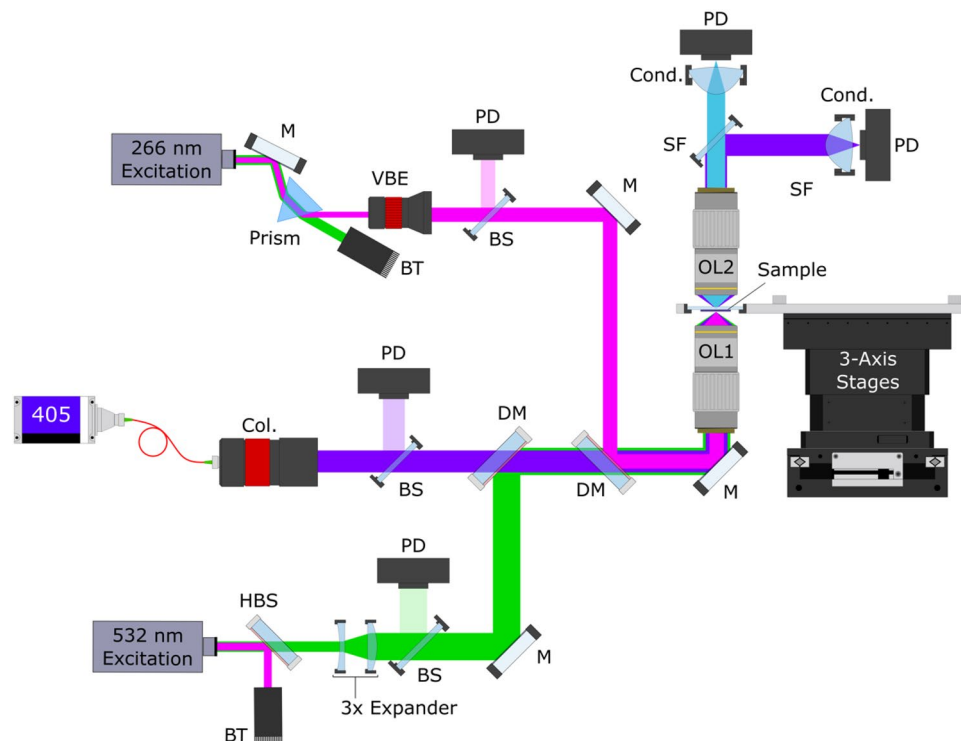 PD
Cond.
Cond.
SF
PD
SF
M
266 nm
Excitation
Prism
BT
VBE
PD
BS
M
OL2
Sample
OL1
3-Axis
Stages
405
Col.
PD
BS
DM
DM
M
532 nm
Excitation
HBS
BT
3x Expander
PD
BS
M